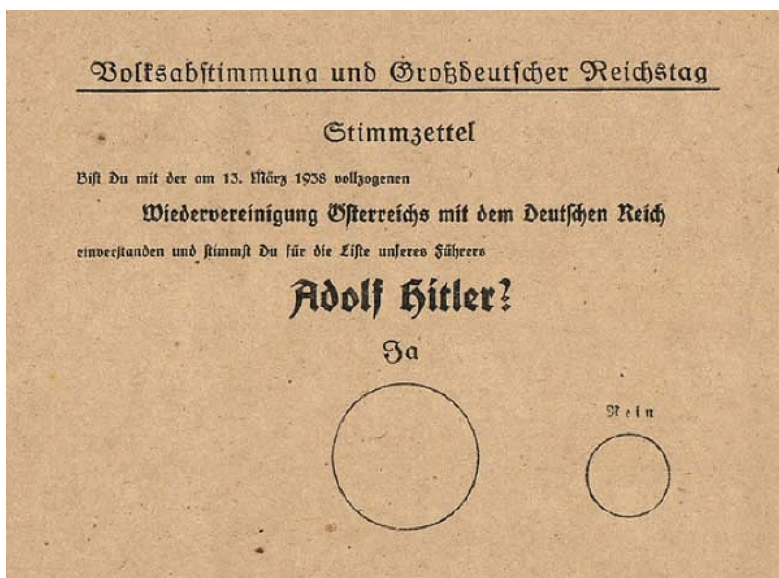 Volksabstimmung und Großdeutscher Reichstag
Stimmzettel
Bist Du mit der am 13. März 1938 vollzogenen
Wiedervereinigung Österreichs mit dem Deutschen Reich
einverstanden und stimmst Du für die Liste unseres Führers
Adolf Hitler?
Ja
Nein